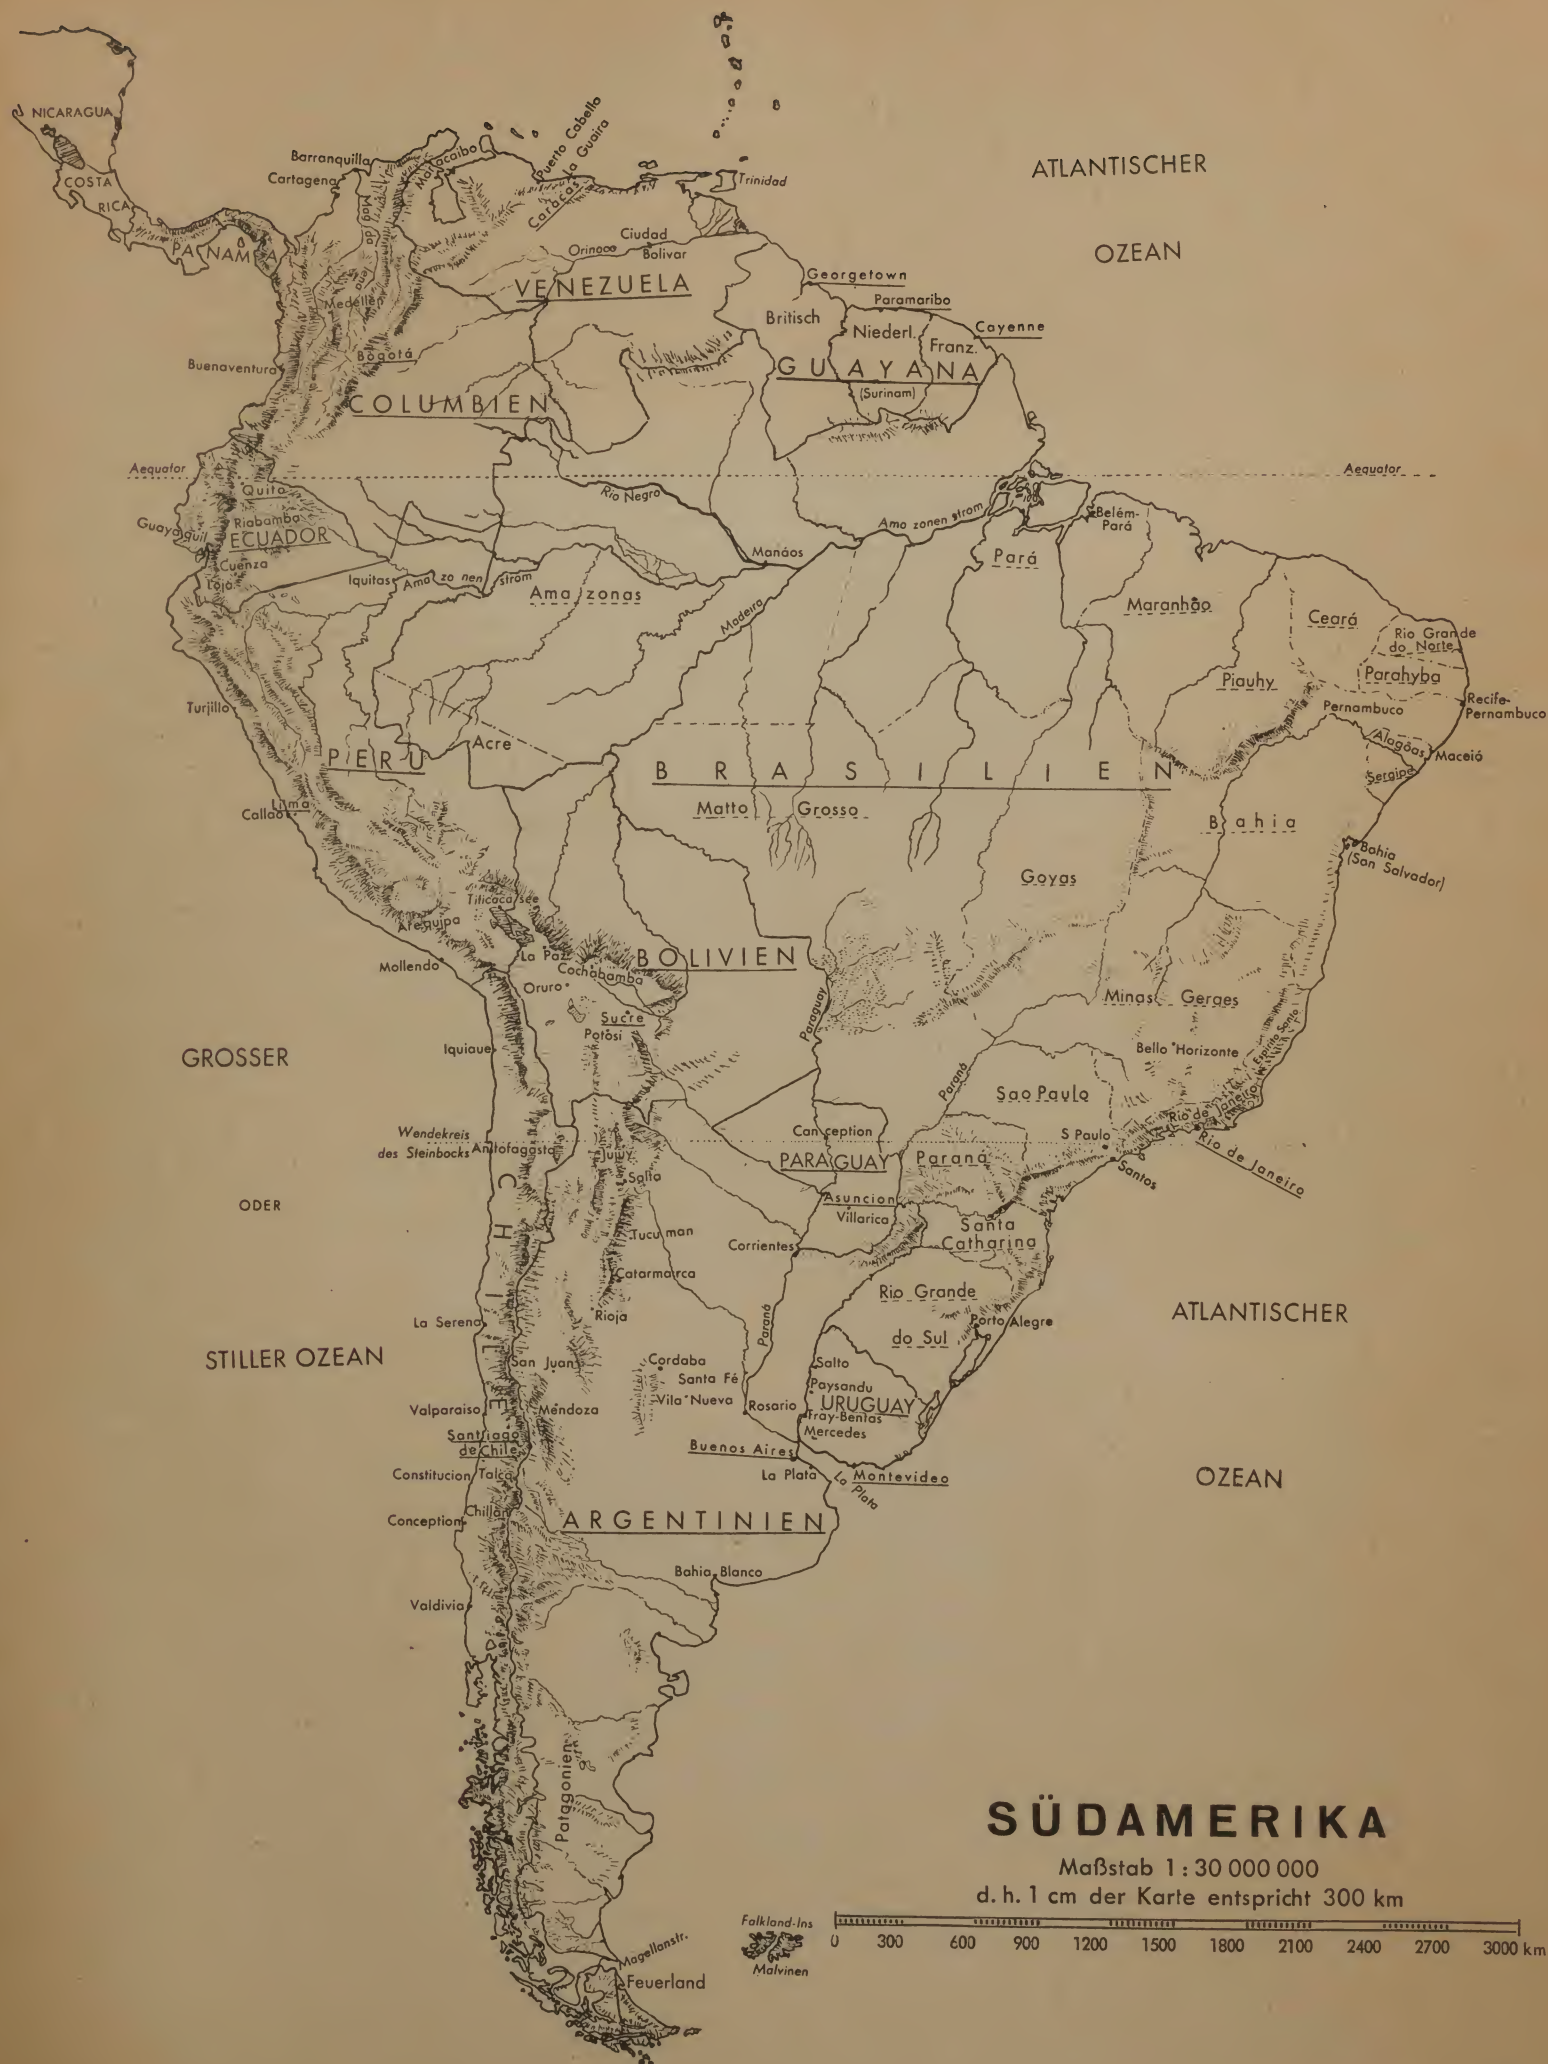 NICARAGUA
COSTA
RICA
PANAMA
Barranquilla
Cartagena
Maracaibo
Puerto Cabello
La Guaira
Caracas
Trinidad
ATLANTISCHER
OZEAN
Orinoco
Ciudad
Bolivar
VENEZUELA
Medellen
Bogotá
Buenaventura
COLUMBIEN
Georgetown
Paramaribo
Cayenne
Britisch
Niederl.
Franz.
GUAYANA
(Surinam)
Aequator
Aequator
Quito
Riabamba
Guayaquil
ECUADOR
Cuenza
Loja
Iquitas
Amazonenstrom
Rio Negro
Amazonenstrom
Manáos
Amazonas
Madeira
Belém-
Pará
Pará
Maranhão
Ceará
Rio Grande
do Norte
Parahyba
Piauhy
Pernambuco
Recife-
Pernambuco
Alagôas
Maceió
Sergipe
Turjillo
PERU
Acre
BRASILIEN
Matto Grosso
Bahia
Bahia
(San Salvador)
Lima
Callao
Goyas
Titicaca see
Arequipa
Mollendo
La Paz
Cochabamba
Oruro
BOLIVIEN
Sucre
Potosi
Paraguay
Minas Geraes
Bello Horizonte
Espirito Santo
GROSSER
Iquiaue
Paraná
Sao Paulo
Rio de Janeiro
Rio de Janeiro
S Paulo
Santos
Wendekreis
des Steinbocks
Antofagasta
Jujuy
Salta
Conception
PARAGUAY
Paraná
Asuncion
Villarica
Santa
Catharina
ODER
CHILE
Tucuman
Corrientes
Catarmarca
Rioja
Paraná
Rio Grande
do Sul
Porto Alegre
ATLANTISCHER
La Serena
STILLER OZEAN
San Juan
Cordaba
Santa Fé
Vila Nueva
Rosario
Salto
Paysandu
URUGUAY
Fray-Bentas
Mercedes
Valparaiso
Mendoza
Santiago
de Chile
Buenos Aires
La Plata
La Plata
Montevideo
OZEAN
Constitucion
Talca
Chillan
Conception
ARGENTINIEN
Bahia Blanco
Valdivia
Patagonien
SÜDAMERIKA
Maßstab 1 : 30 000 000
d. h. 1 cm der Karte entspricht 300 km
0 300 600 900 1200 1500 1800 2100 2400 2700 3000 km
Falkland-Ins
Malvinen
Magellanstr.
Feuerland